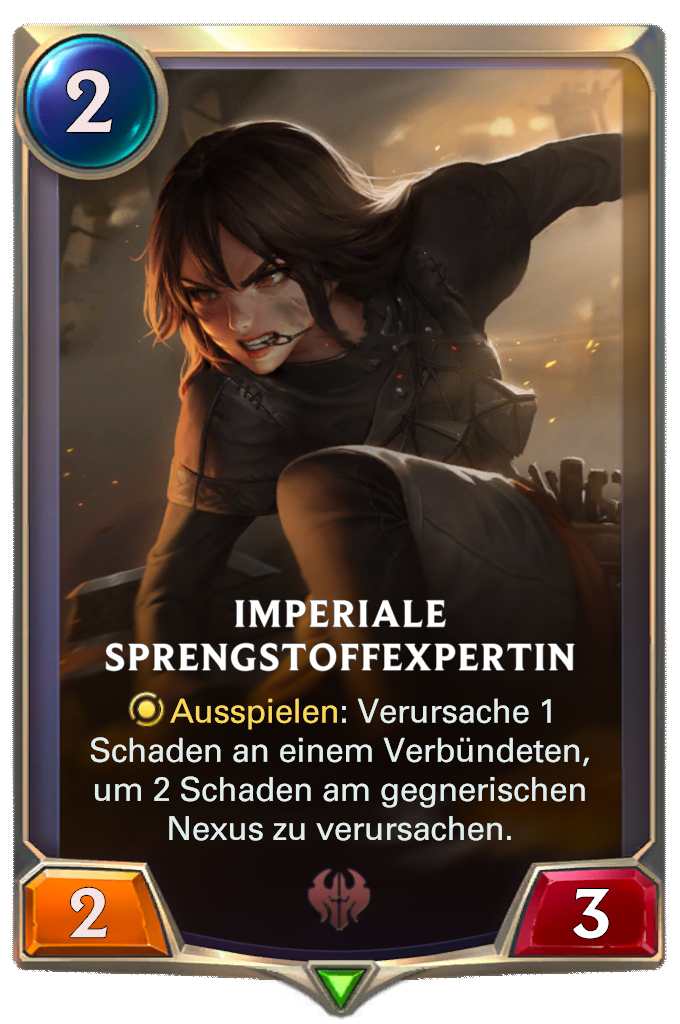 2
IMPERIALE
SPRENGSTOFFEXPERTIN
Ausspielen: Verursache 1
Schaden an einem Verbündeten,
um 2 Schaden am gegnerischen
Nexus zu verursachen.
2
3